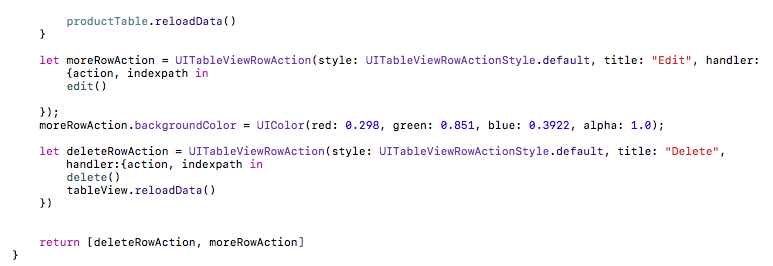 productTable.reloadData()
}
let moreRowAction = UITableViewRowAction(style: UITableViewRowActionStyle.default, title: "Edit", handler:
{action, indexpath in
edit()
});
moreRowAction.backgroundColor = UIColor(red: 0.298, green: 0.851, blue: 0.3922, alpha: 1.0);
let deleteRowAction = UITableViewRowAction(style: UITableViewRowActionStyle.default, title: "Delete",
handler:{action, indexpath in
delete()
tableView.reloadData()
})
return [deleteRowAction, moreRowAction]
}